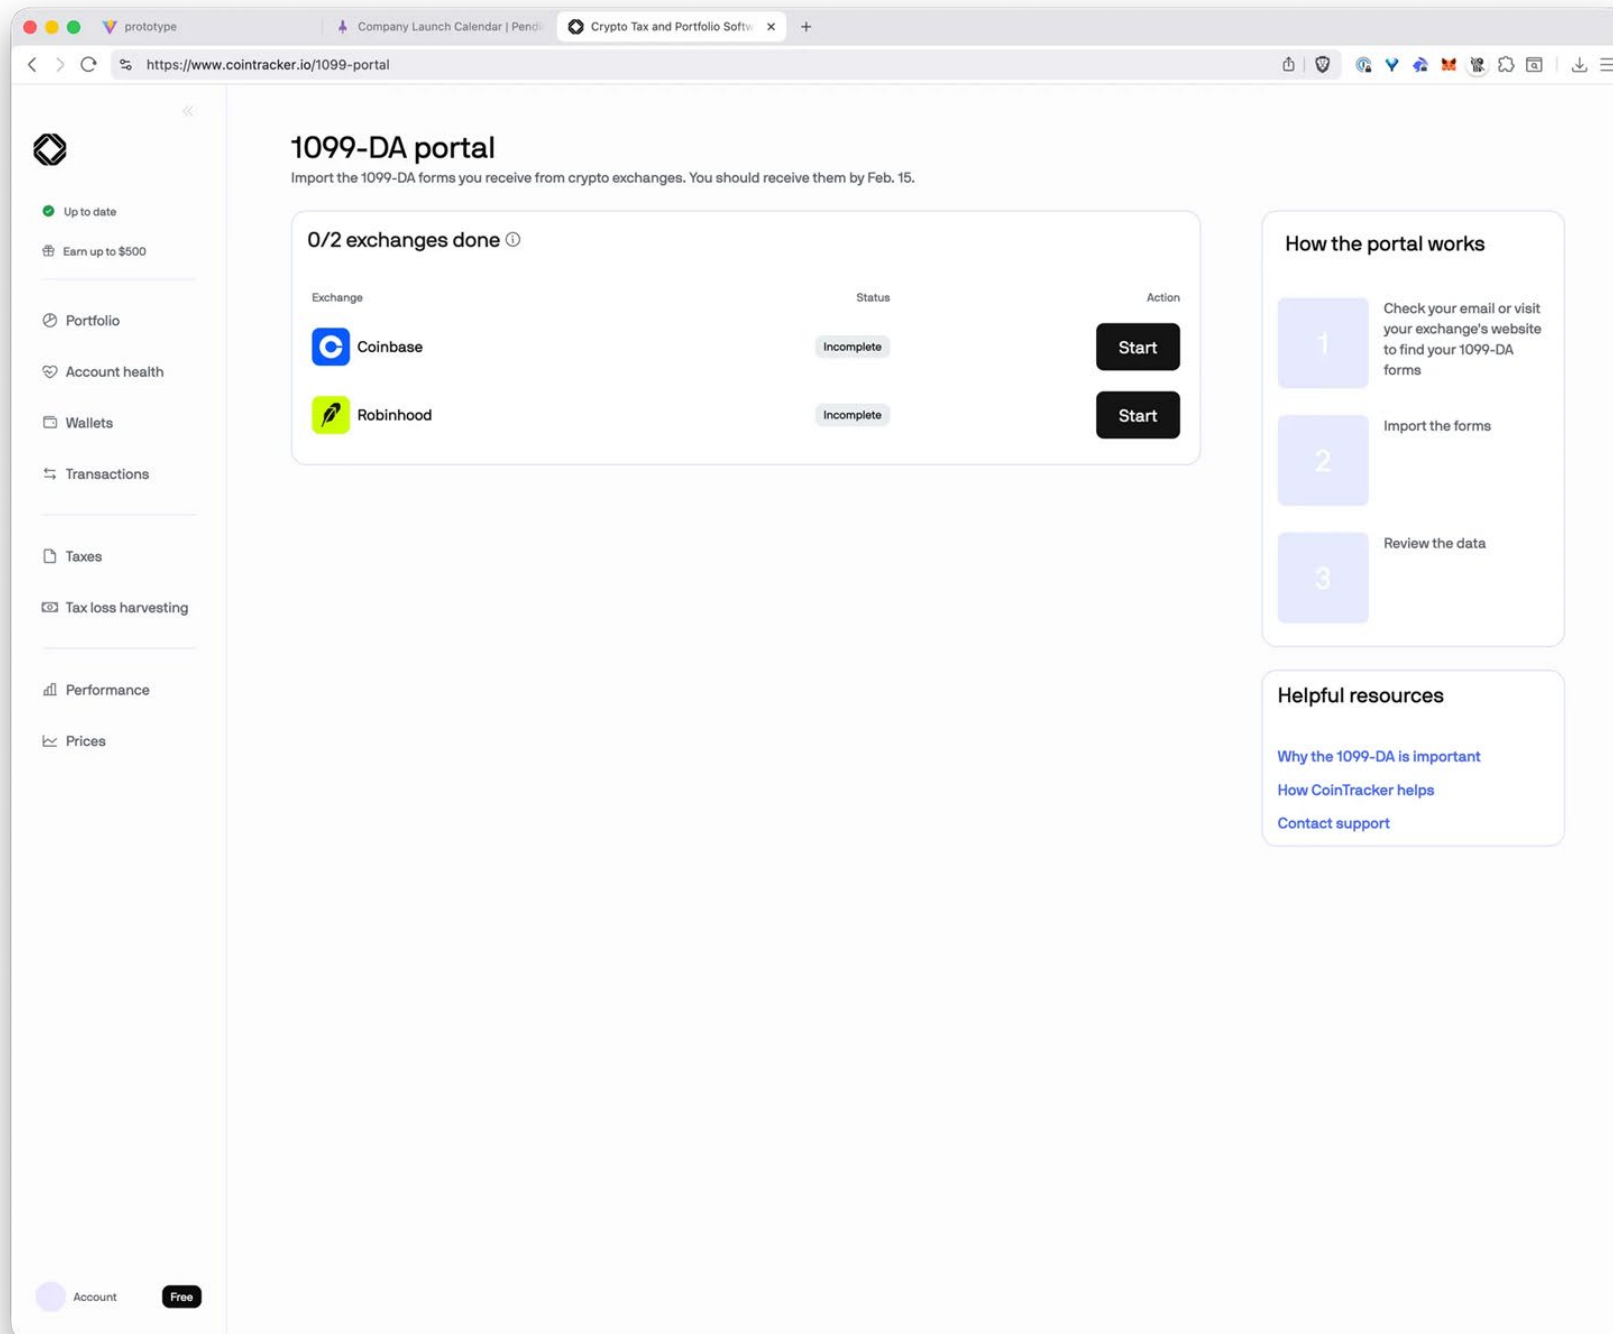 prototype
Company Launch Calendar | Pendi
Crypto Tax and Portfolio Softw
https://www.cointracker.io/1099-portal
Up to date
Earn up to $500
Portfolio
Account health
Wallets
Transactions
Taxes
Tax loss harvesting
Performance
Prices
Account
Free
1099-DA portal
Import the 1099-DA forms you receive from crypto exchanges. You should receive them by Feb. 15.
0/2 exchanges done
Exchange Status Action
Coinbase Incomplete Start
Robinhood Incomplete Start
How the portal works
1
Check your email or visit
your exchange's website
to find your 1099-DA
forms
2
Import the forms
3
Review the data
Helpful resources
Why the 1099-DA is important
How CoinTracker helps
Contact support